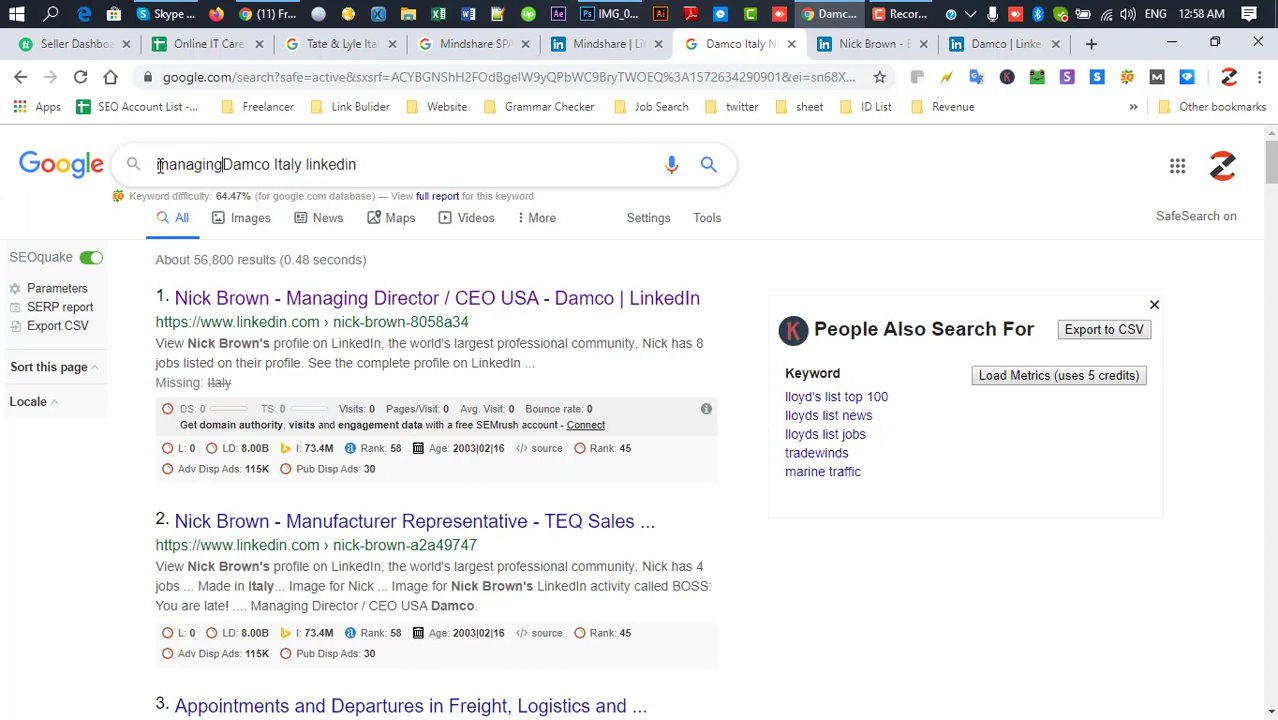 Skype ...
(1) Fr...
IMG_0...
Damc...
Recor...
ENG
12:58 AM
Seller Dashboa
Online IT Care
Tate & Lyle Ital
Mindshare SPA
Mindshare | Lin
Damco Italy N
Nick Brown - E
Damco | Linke
google.com/search?safe=active&sxsrf=ACYBGNShH2FOdBgeIW9yQPbWC9BryTWOEQ%3A1572634290901&ei=sn68X...
Apps
SEO Account List -...
Freelancer
Link Bulider
Website
Grammar Checker
Job Search
twitter
sheet
ID List
Revenue
»
Other bookmarks
Google
managingDamco Italy linkedin
Keyword difficulty: 64.47% (for google.com database) — View full report for this keyword
All
Images
News
Maps
Videos
More
Settings
Tools
SafeSearch on
SEOquake
Parameters
SERP report
Export CSV
Sort this page
Locale
About 56,800 results (0.48 seconds)
1. Nick Brown - Managing Director / CEO USA - Damco | LinkedIn
https://www.linkedin.com › nick-brown-8058a34
View Nick Brown's profile on LinkedIn, the world's largest professional community. Nick has 8
jobs listed on their profile. See the complete profile on LinkedIn ...
Missing: Italy
DS: 0 TS: 0 Visits: 0 Pages/Visit: 0 Avg. Visit: 0 Bounce rate: 0
Get domain authority, visits and engagement data with a free SEMrush account - Connect
L: 0 LD: 8.00B I: 73.4M Rank: 58 Age: 2003|02|16 </> source Rank: 45
Adv Disp Ads: 115K Pub Disp Ads: 30
2. Nick Brown - Manufacturer Representative - TEQ Sales ...
https://www.linkedin.com › nick-brown-a2a49747
View Nick Brown's profile on LinkedIn, the world's largest professional community. Nick has 4
jobs ... Made in Italy... Image for Nick ... Image for Nick Brown's LinkedIn activity called BOSS:
You are late! .... Managing Director / CEO USA Damco.
L: 0 LD: 8.00B I: 73.4M Rank: 58 Age: 2003|02|16 </> source Rank: 45
Adv Disp Ads: 115K Pub Disp Ads: 30
3. Appointments and Departures in Freight, Logistics and ...
People Also Search For
Export to CSV
Keyword
Load Metrics (uses 5 credits)
lloyd's list top 100
lloyds list news
lloyds list jobs
tradewinds
marine traffic